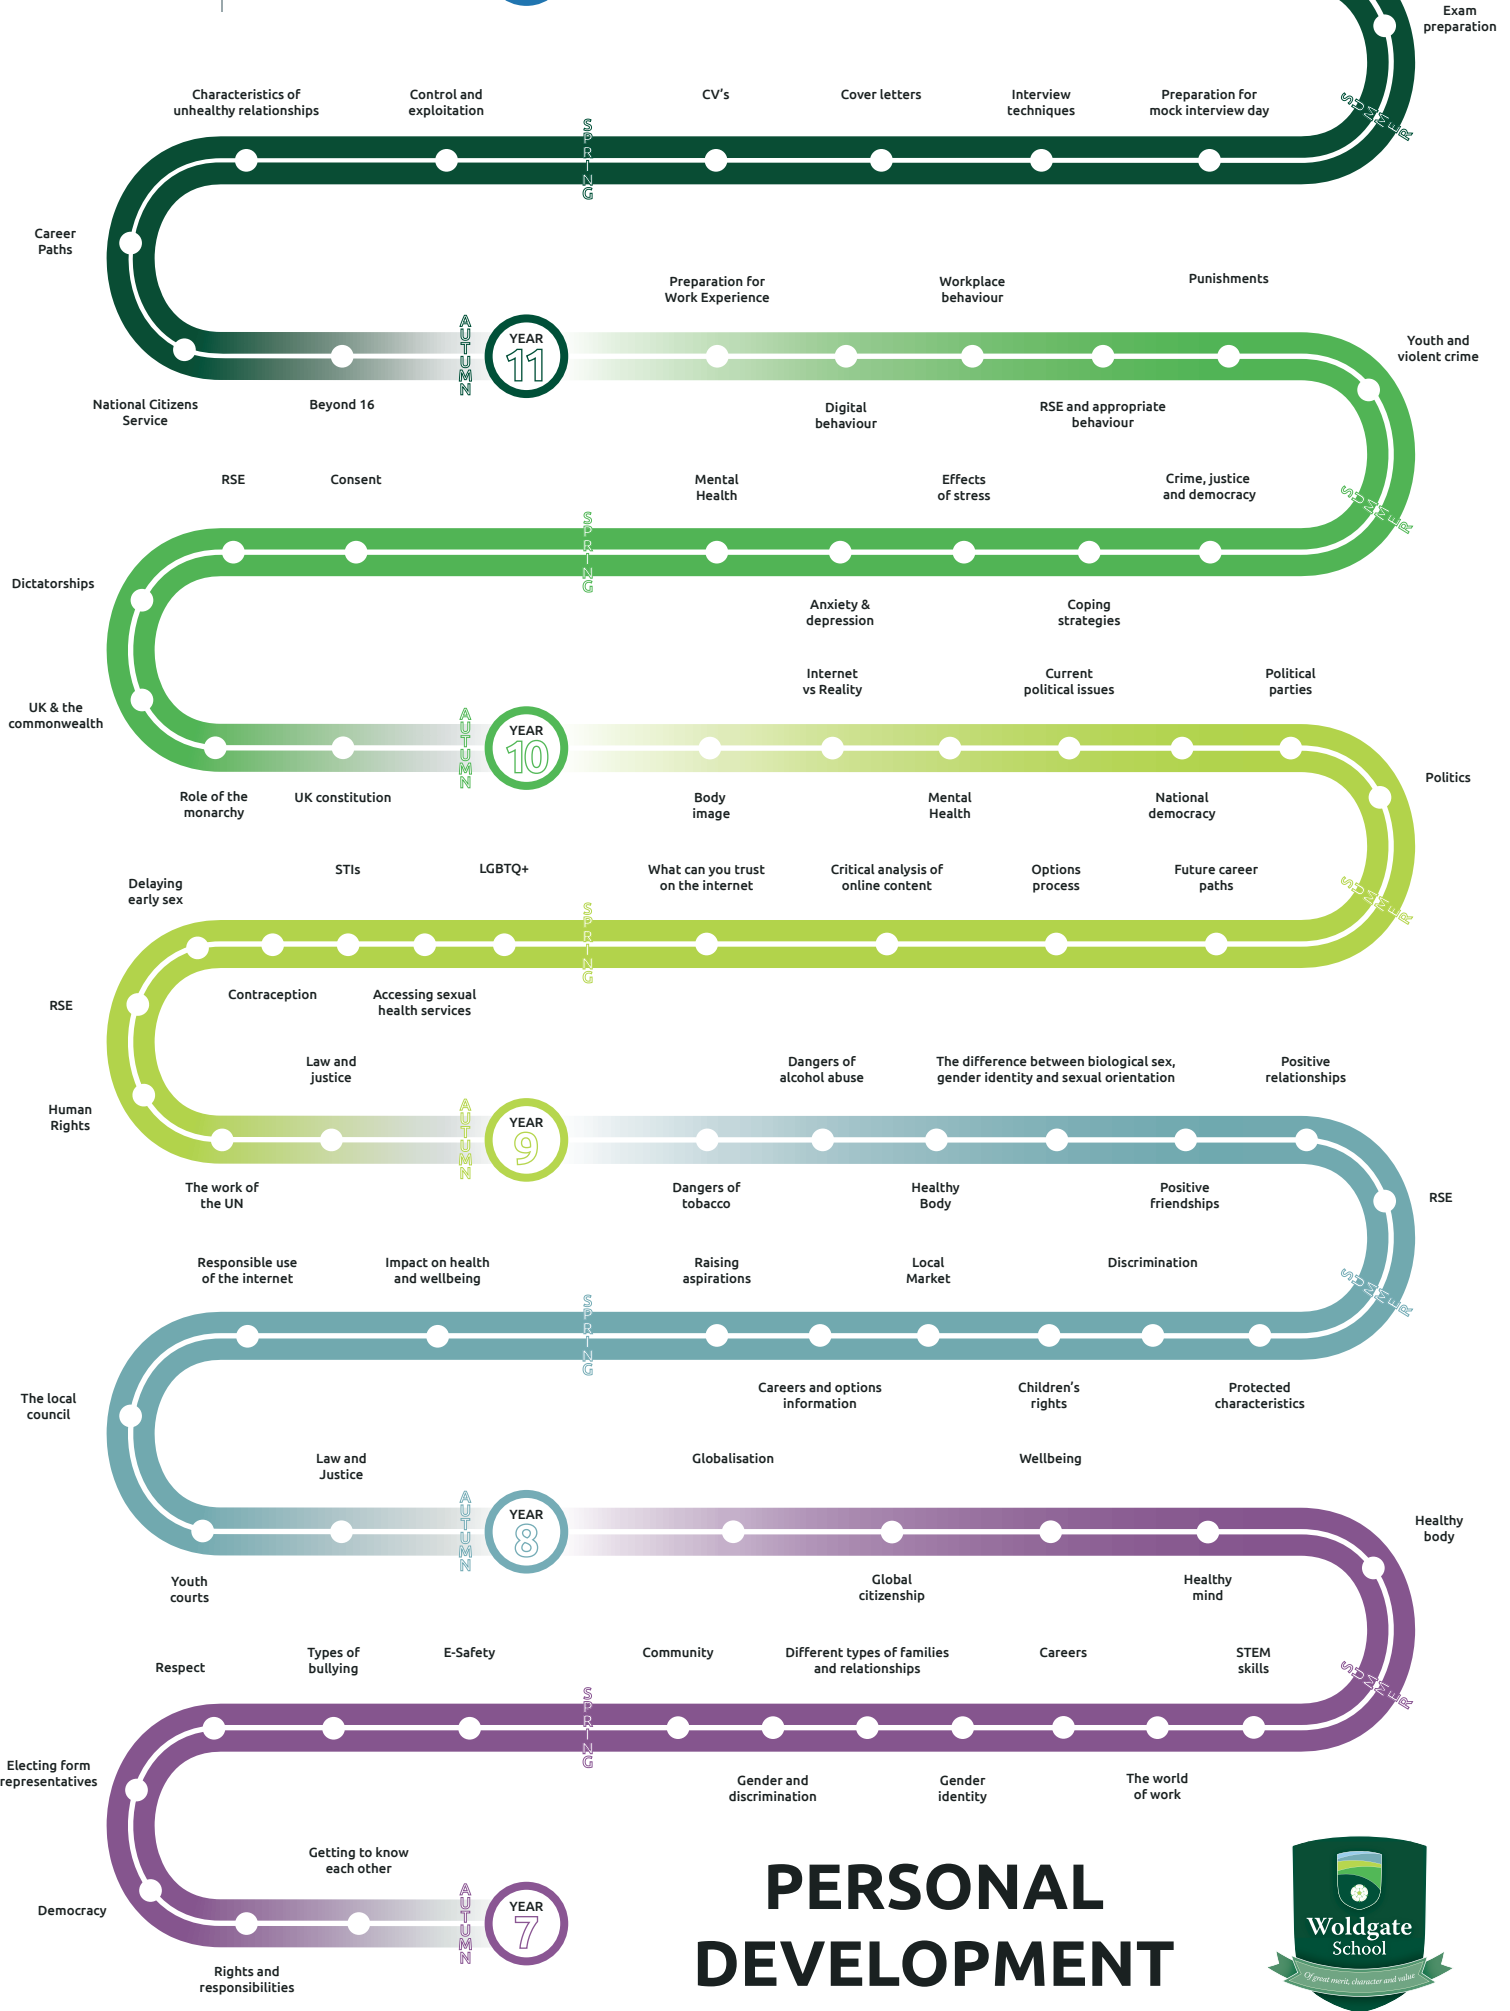 Exam
preparation
Characteristics of
unhealthy relationships
Control and
exploitation
CV's
Cover letters
Interview
techniques
Preparation for
mock interview day
SUMMER
SPRING
Career
Paths
Preparation for
Work Experience
Workplace
behaviour
Punishments
AUTUMN
YEAR
11
Youth and
violent crime
National Citizens
Service
Beyond 16
Digital
behaviour
RSE and appropriate
behaviour
RSE
Consent
Mental
Health
Effects
of stress
Crime, justice
and democracy
SUMMER
SPRING
Dictatorships
Anxiety &
depression
Coping
strategies
UK & the
commonwealth
Internet
vs Reality
Current
political issues
Political
parties
AUTUMN
YEAR
10
Politics
Role of the
monarchy
UK constitution
Body
image
Mental
Health
National
democracy
Delaying
early sex
STIs
LGBTQ+
What can you trust
on the internet
Critical analysis of
online content
Options
process
Future career
paths
SUMMER
SPRING
RSE
Contraception
Accessing sexual
health services
Human
Rights
Law and
justice
Dangers of
alcohol abuse
The difference between biological sex,
gender identity and sexual orientation
Positive
relationships
AUTUMN
YEAR
9
The work of
the UN
Dangers of
tobacco
Healthy
Body
Positive
friendships
RSE
Responsible use
of the internet
Impact on health
and wellbeing
Raising
aspirations
Local
Market
Discrimination
SUMMER
SPRING
The local
council
Careers and options
information
Children's
rights
Protected
characteristics
Law and
Justice
Globalisation
Wellbeing
AUTUMN
YEAR
8
Healthy
body
Youth
courts
Global
citizenship
Healthy
mind
Respect
Types of
bullying
E-Safety
Community
Different types of families
and relationships
Careers
STEM
skills
SUMMER
SPRING
Electing form
representatives
Gender and
discrimination
Gender
identity
The world
of work
Getting to know
each other
Democracy
AUTUMN
YEAR
7
Rights and
responsibilities
PERSONAL
DEVELOPMENT
Woldgate
School
Of great merit, character and value